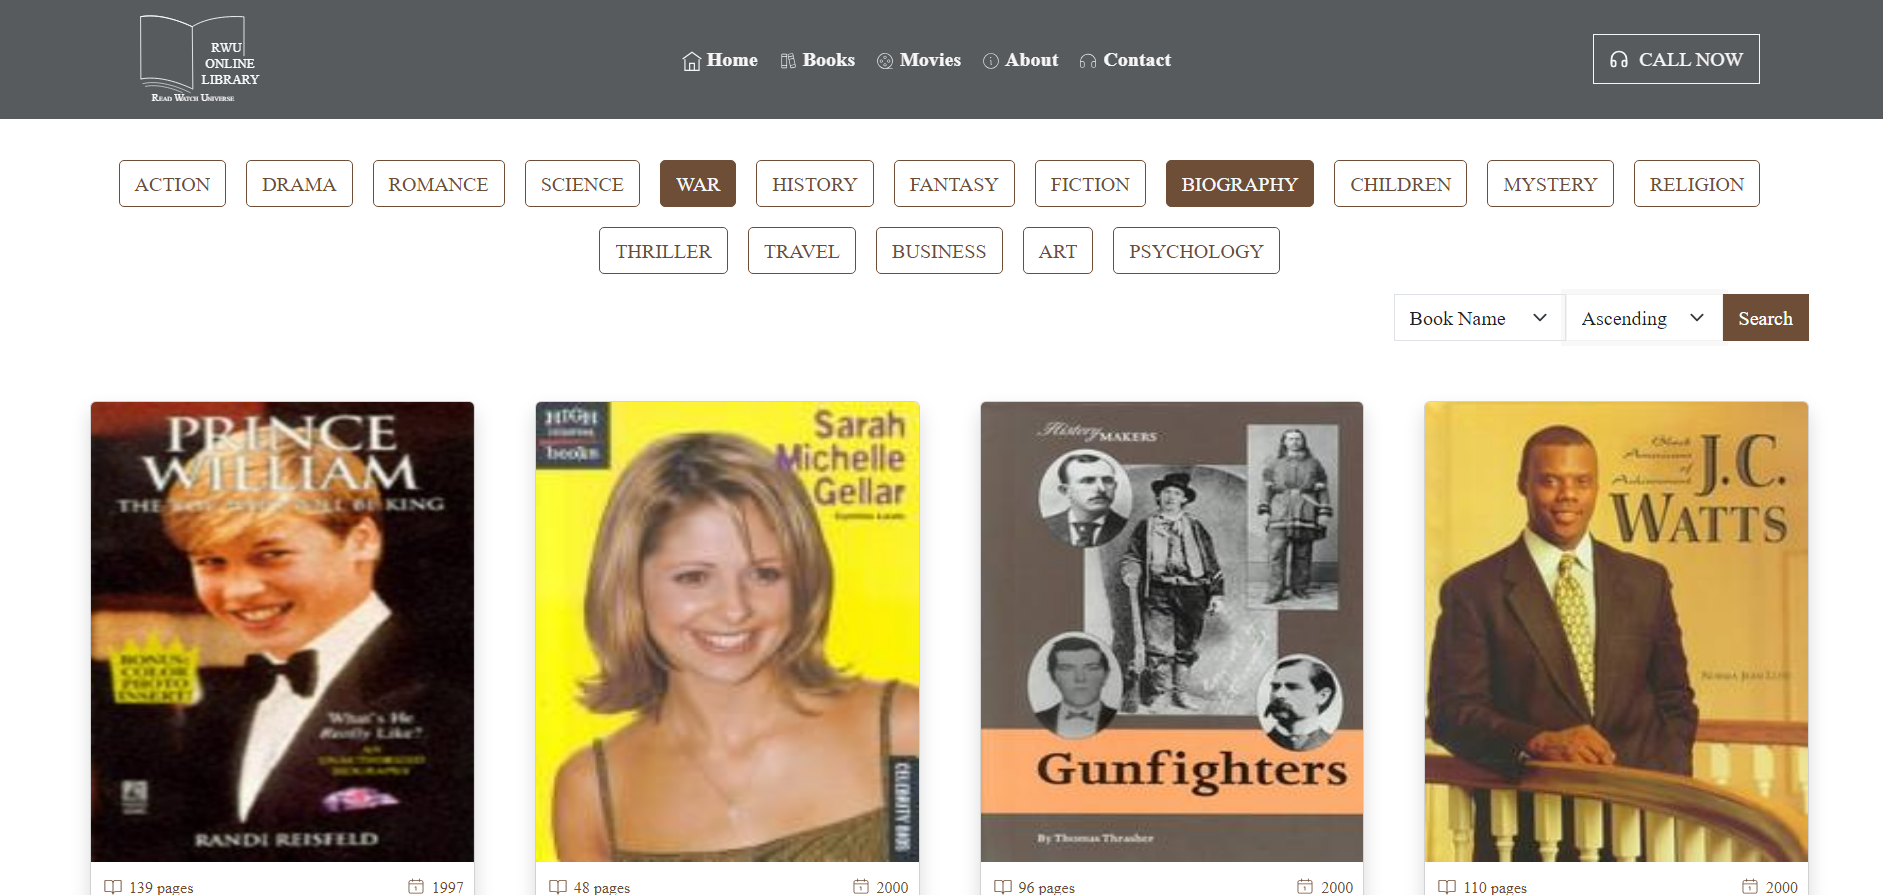 RWU
ONLINE
LIBRARY
Read Watch Universe
Home
Books
Movies
About
Contact
CALL NOW
ACTION
DRAMA
ROMANCE
SCIENCE
WAR
HISTORY
FANTASY
FICTION
BIOGRAPHY
CHILDREN
MYSTERY
RELIGION
THRILLER
TRAVEL
BUSINESS
ART
PSYCHOLOGY
Book Name
Ascending
Search
PRINCE
WILLIAM
THE BOY WHO WILL BE KING
BONUS:
COLOR
PHOTO
INSERT!
What's He
Really Like?
AN
UNAUTHORIZED
BIOGRAPHY
RANDI REISFELD
139 pages
1997
HIGH
interest
books
Sarah
Michelle
Gellar
CELEBRITY BIOS
48 pages
2000
History MAKERS
Gunfighters
By Thomas Thrasher
96 pages
2000
Black
Americans
of
Achievement
J.C.
WATTS
110 pages
2000